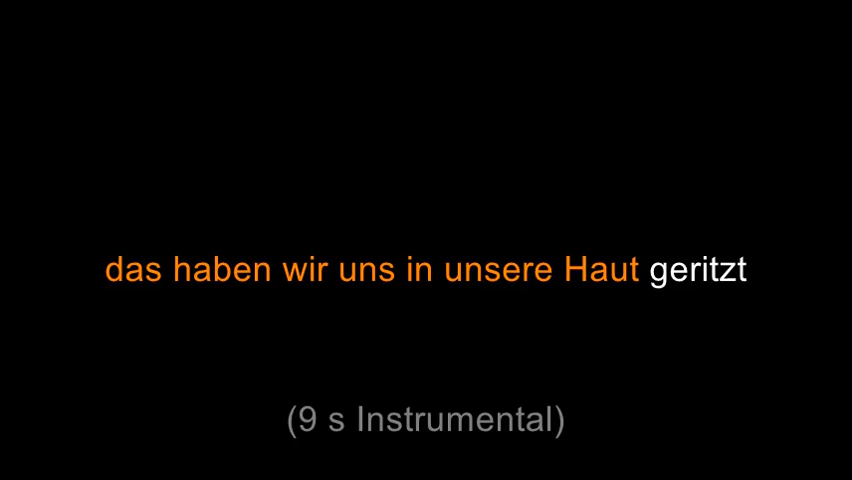 das haben wir uns in unsere Haut geritzt
(9 s Instrumental)